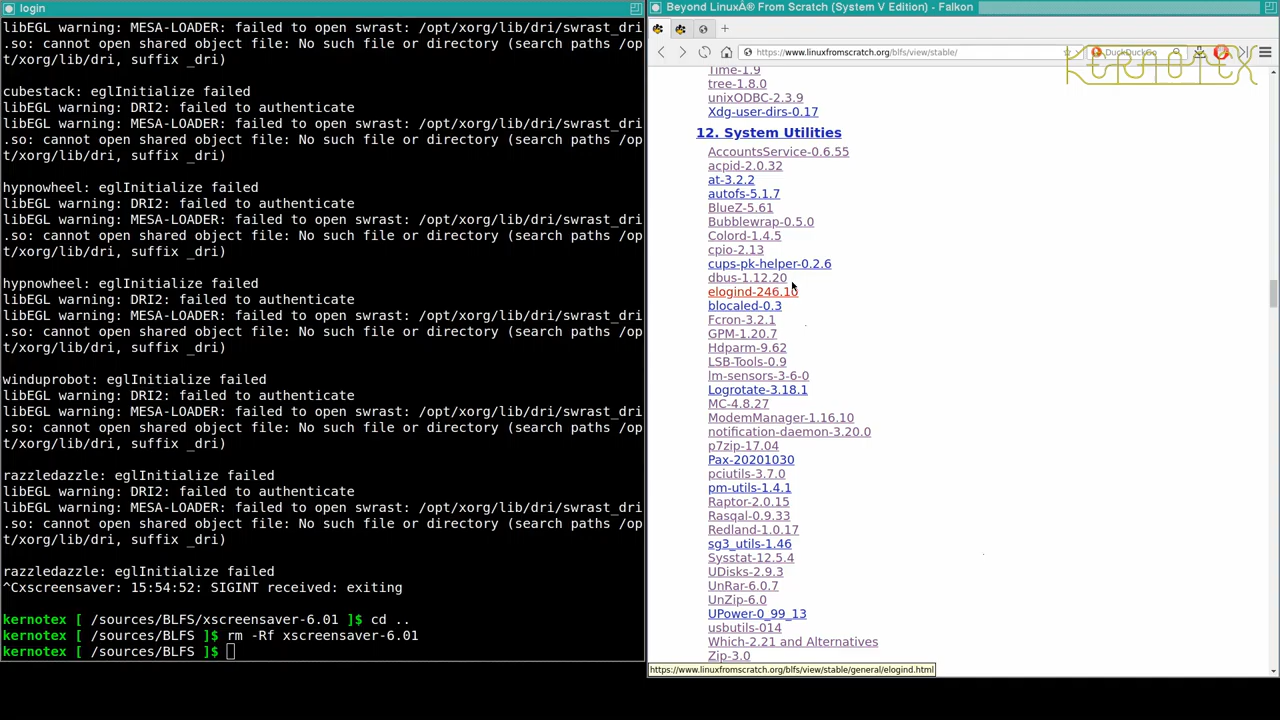 login
libEGL warning: MESA-LOADER: failed to open swrast: /opt/xorg/lib/dri/swrast_dri
.so: cannot open shared object file: No such file or directory (search paths /op
t/xorg/lib/dri, suffix _dri)
cubestack: eglInitialize failed
libEGL warning: DRI2: failed to authenticate
libEGL warning: MESA-LOADER: failed to open swrast: /opt/xorg/lib/dri/swrast_dri
.so: cannot open shared object file: No such file or directory (search paths /op
t/xorg/lib/dri, suffix _dri)
hypnowheel: eglInitialize failed
libEGL warning: DRI2: failed to authenticate
libEGL warning: MESA-LOADER: failed to open swrast: /opt/xorg/lib/dri/swrast_dri
.so: cannot open shared object file: No such file or directory (search paths /op
t/xorg/lib/dri, suffix _dri)
hypnowheel: eglInitialize failed
libEGL warning: DRI2: failed to authenticate
libEGL warning: MESA-LOADER: failed to open swrast: /opt/xorg/lib/dri/swrast_dri
.so: cannot open shared object file: No such file or directory (search paths /op
t/xorg/lib/dri, suffix _dri)
winduprobot: eglInitialize failed
libEGL warning: DRI2: failed to authenticate
libEGL warning: MESA-LOADER: failed to open swrast: /opt/xorg/lib/dri/swrast_dri
.so: cannot open shared object file: No such file or directory (search paths /op
t/xorg/lib/dri, suffix _dri)
razzledazzle: eglInitialize failed
libEGL warning: DRI2: failed to authenticate
libEGL warning: MESA-LOADER: failed to open swrast: /opt/xorg/lib/dri/swrast_dri
.so: cannot open shared object file: No such file or directory (search paths /op
t/xorg/lib/dri, suffix _dri)
razzledazzle: eglInitialize failed
^Cxscreensaver: 15:54:52: SIGINT received: exiting
kernotex [ /sources/BLFS/xscreensaver-6.01 ]$ cd ..
kernotex [ /sources/BLFS ]$ rm -Rf xscreensaver-6.01
kernotex [ /sources/BLFS ]$
Beyond LinuxÂ® From Scratch (System V Edition) - Falkon
https://www.linuxfromscratch.org/blfs/view/stable/
DuckDuckGo
KERNOTEX
Time-1.9
tree-1.8.0
unixODBC-2.3.9
Xdg-user-dirs-0.17
12. System Utilities
AccountsService-0.6.55
acpid-2.0.32
at-3.2.2
autofs-5.1.7
BlueZ-5.61
Bubblewrap-0.5.0
Colord-1.4.5
cpio-2.13
cups-pk-helper-0.2.6
dbus-1.12.20
elogind-246.10
blocaled-0.3
Fcron-3.2.1
GPM-1.20.7
Hdparm-9.62
LSB-Tools-0.9
lm-sensors-3-6-0
Logrotate-3.18.1
MC-4.8.27
ModemManager-1.16.10
notification-daemon-3.20.0
p7zip-17.04
Pax-20201030
pciutils-3.7.0
pm-utils-1.4.1
Raptor-2.0.15
Rasqal-0.9.33
Redland-1.0.17
sg3_utils-1.46
Sysstat-12.5.4
UDisks-2.9.3
UnRar-6.0.7
UnZip-6.0
UPower-0_99_13
usbutils-014
Which-2.21 and Alternatives
Zip-3.0
https://www.linuxfromscratch.org/blfs/view/stable/general/elogind.html